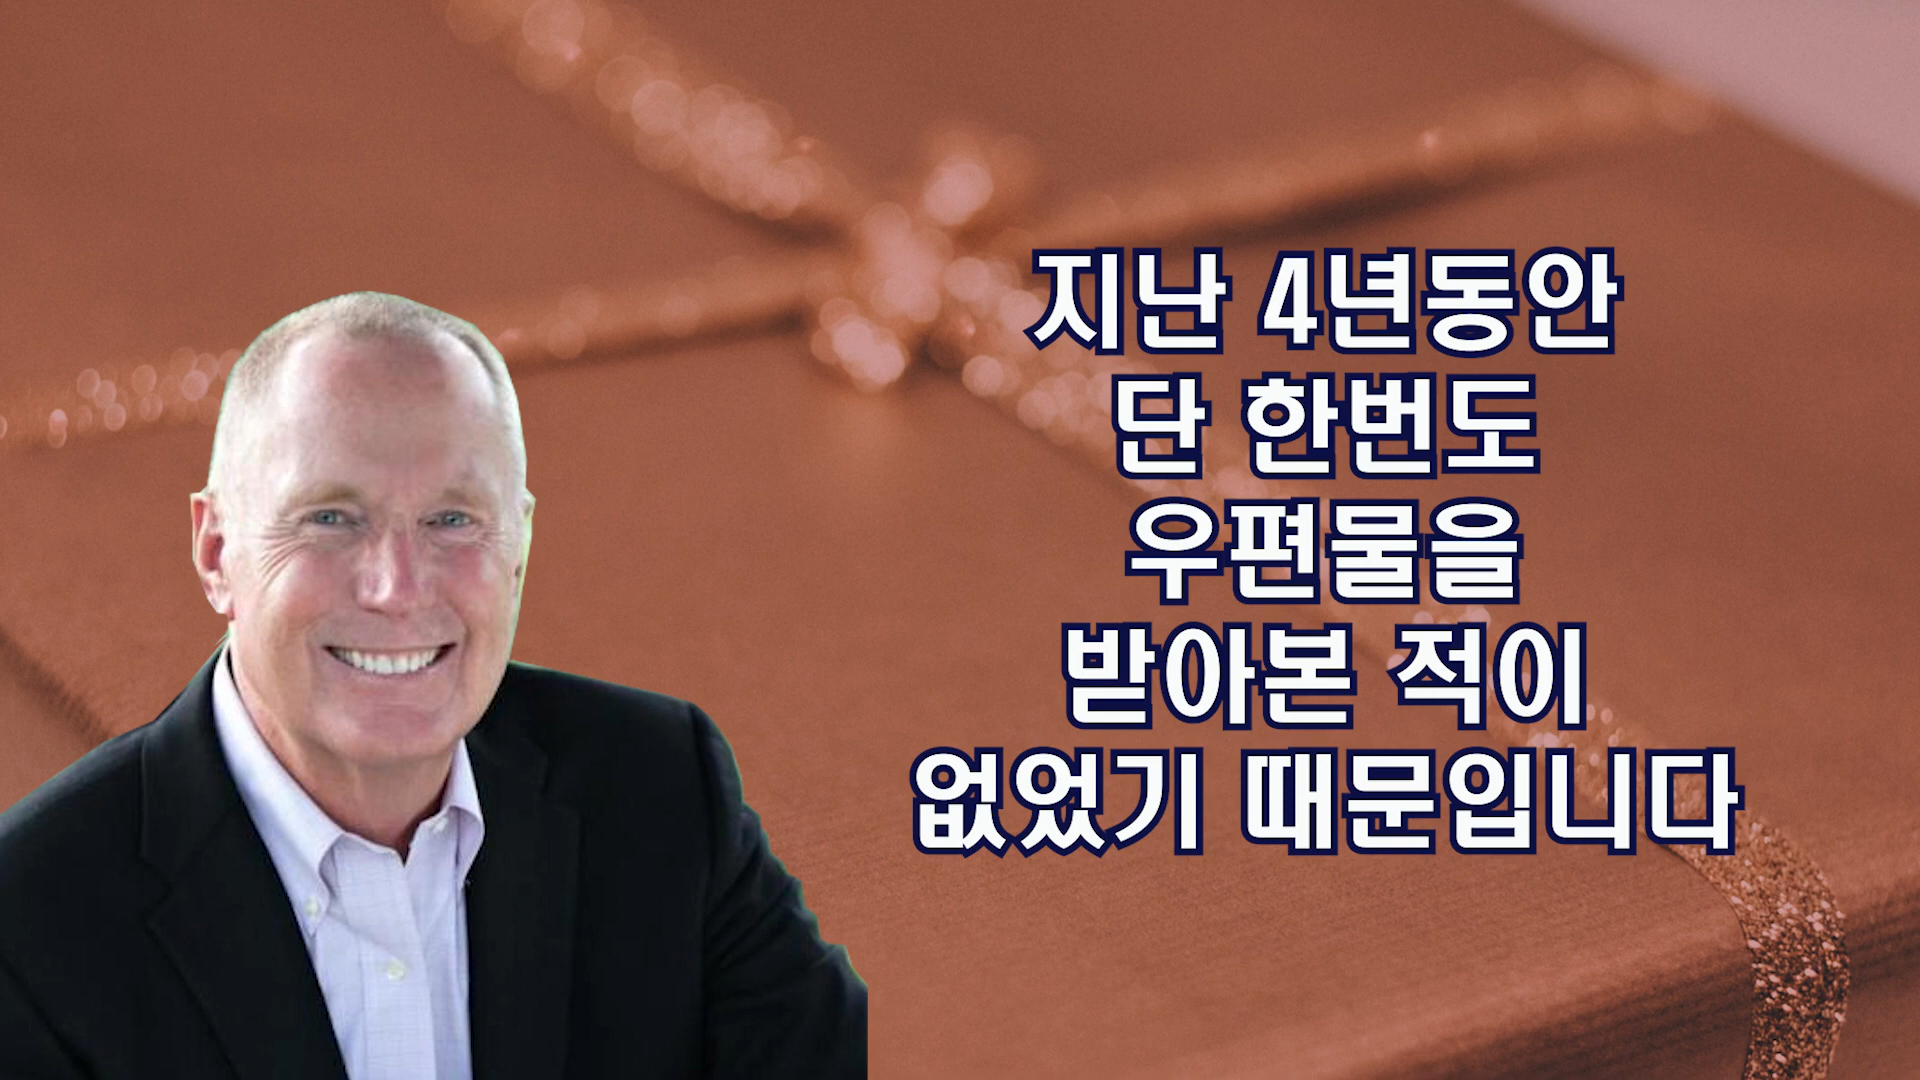 지난 4년동안
단 한번도
우편물을
받아본 적이
없었기 때문입니다